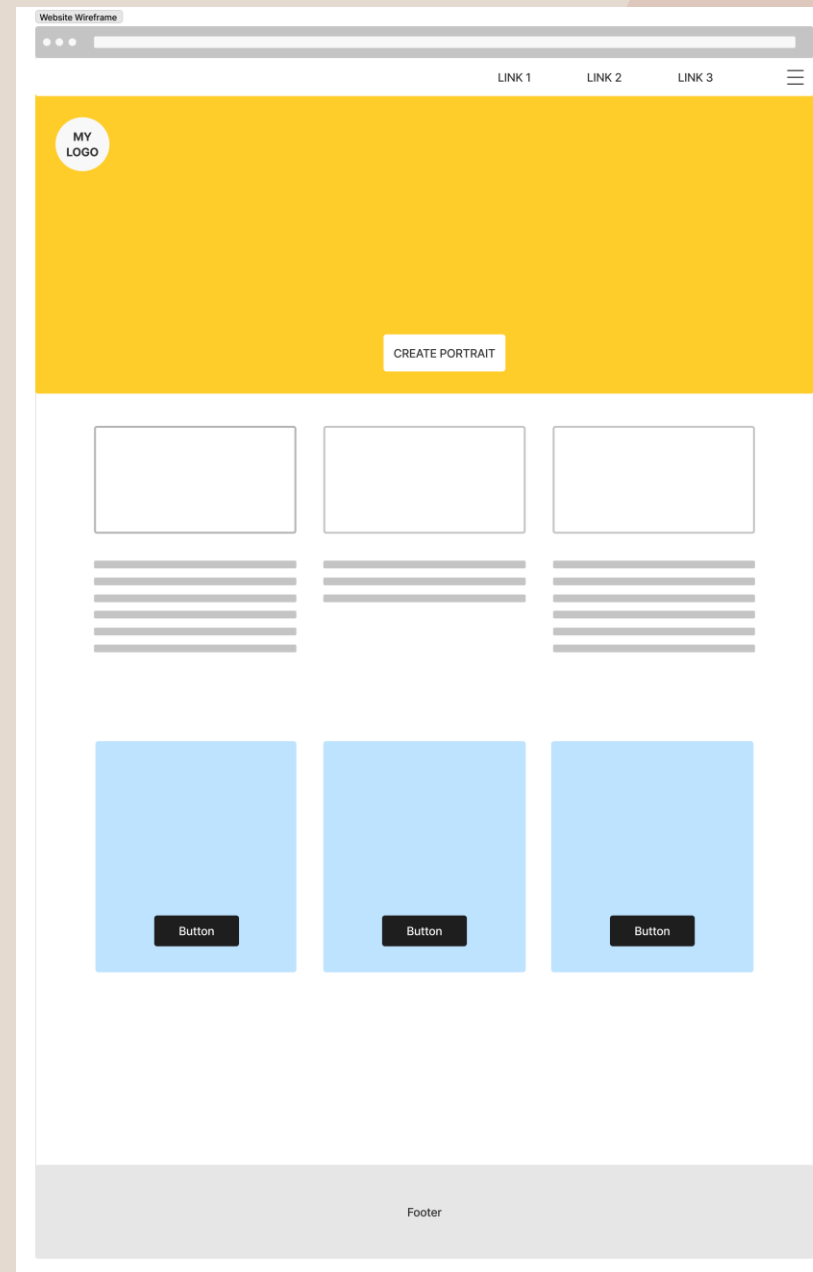 Website Wireframe
LINK 1 LINK 2 LINK 3
MY
LOGO
CREATE PORTRAIT
Button Button Button
Footer